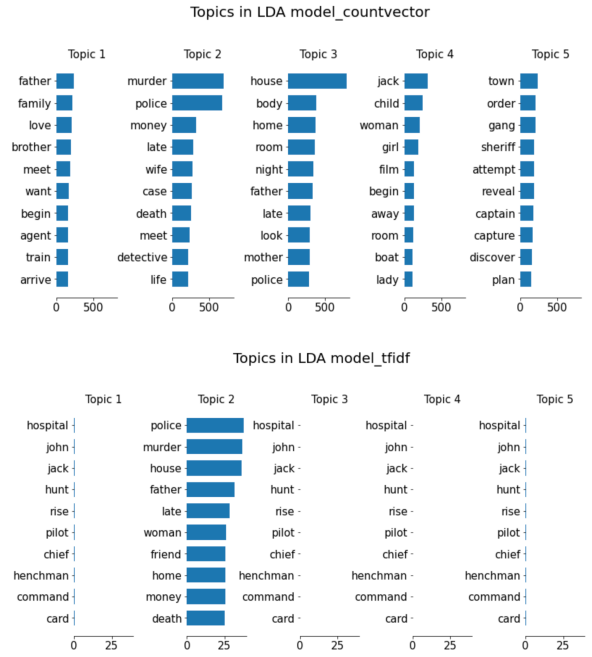 Topics in LDA model_countvector
Topic 1 Topic 2 Topic 3 Topic 4 Topic 5
father murder house jack town
family police body child order
love money home woman gang
brother late room girl sheriff
meet wife night film attempt
want case father begin reveal
begin death late away captain
agent meet look room capture
train detective mother boat discover
arrive life police lady plan
0 500 0 500 0 500 0 500 0 500
Topics in LDA model_tfidf
Topic 1 Topic 2 Topic 3 Topic 4 Topic 5
hospital police hospital hospital hospital
john murder john john john
jack house jack jack jack
hunt father hunt hunt hunt
rise late rise rise rise
pilot woman pilot pilot pilot
chief friend chief chief chief
henchman home henchman henchman henchman
command money command command command
card death card card card
0 25 0 25 0 25 0 25 0 25